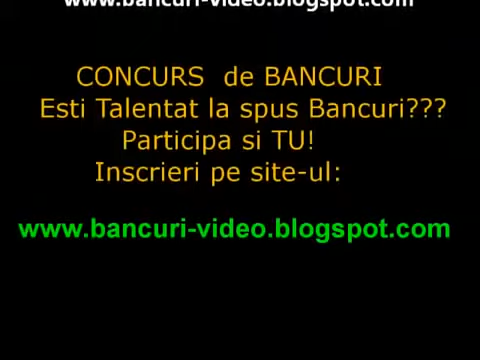 www.bancuri-video.blogspot.com
CONCURS de BANCURI
Esti Talentat la spus Bancuri???
Participa si TU!
Inscrieri pe site-ul:
www.bancuri-video.blogspot.com